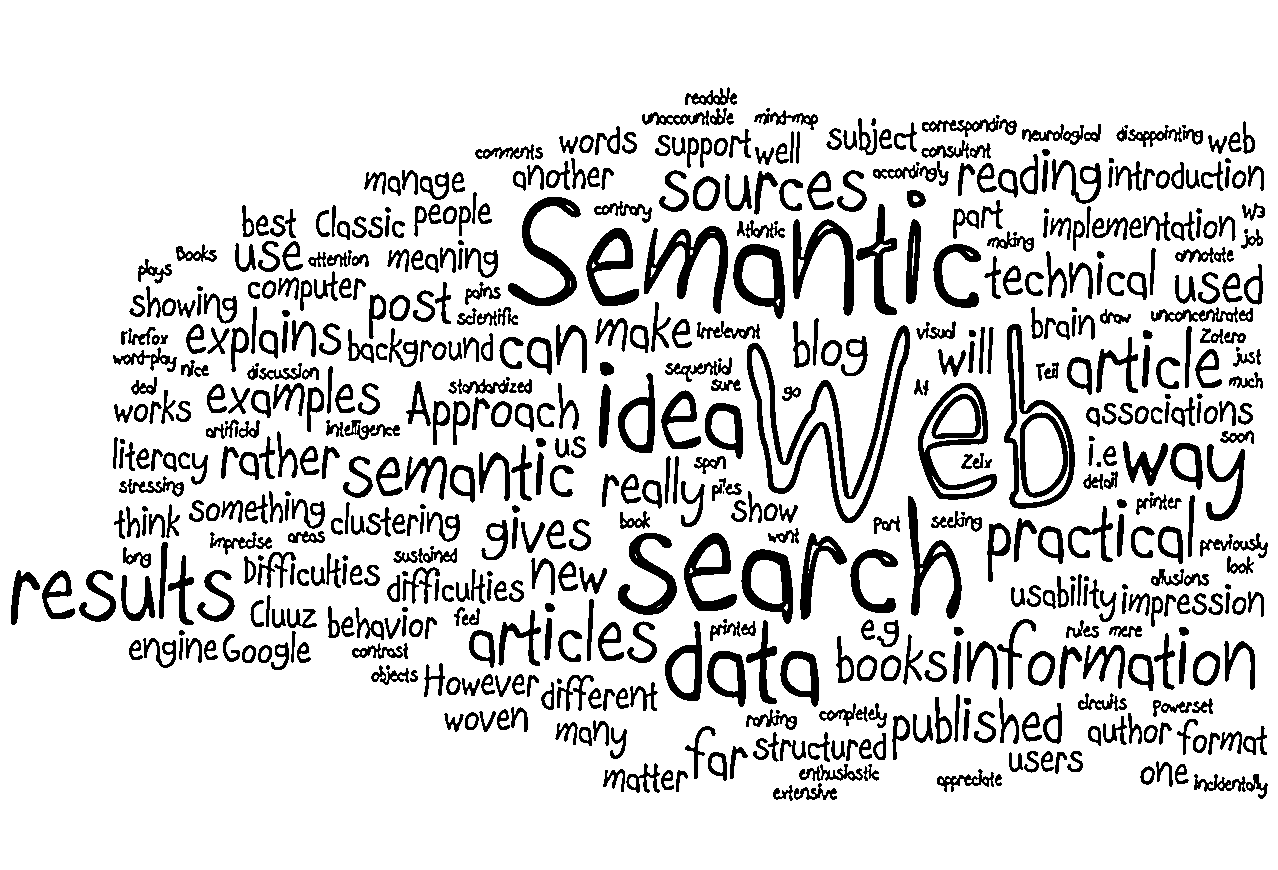 readable
unaccountable mind-map
comments words support well subject corresponding neurological disappointing web
consultant
manage another sources accordingly reading introduction
best Classic people contrary Semantic Atlantic part making implementation W3 job
plays Books use attention meaning technical annotate used
showing computer post pains scientific
Firefox explains background can make irrelevant blog visual will brain draw unconcentrated Zotero
word-play nice discussion standardized sequential sure idea go Web At Teil article just much
deal works examples Approach associations
artificial intelligence us soon
literacy rather semantic really span piles Zelx i.e way
stressing detail printer
think something clustering gives book show want Part seeking practical previously
imprecise areas look
long results Difficulties sustained difficulties new search usability allusions impression
Cluuz behavior feel articles printed e.g rules mere
engine Google contrast data books information
objects However different
woven many ranking completely published circuits Powerset author format
matter far structured users
enthusiastic appreciate one incidentally
extensive